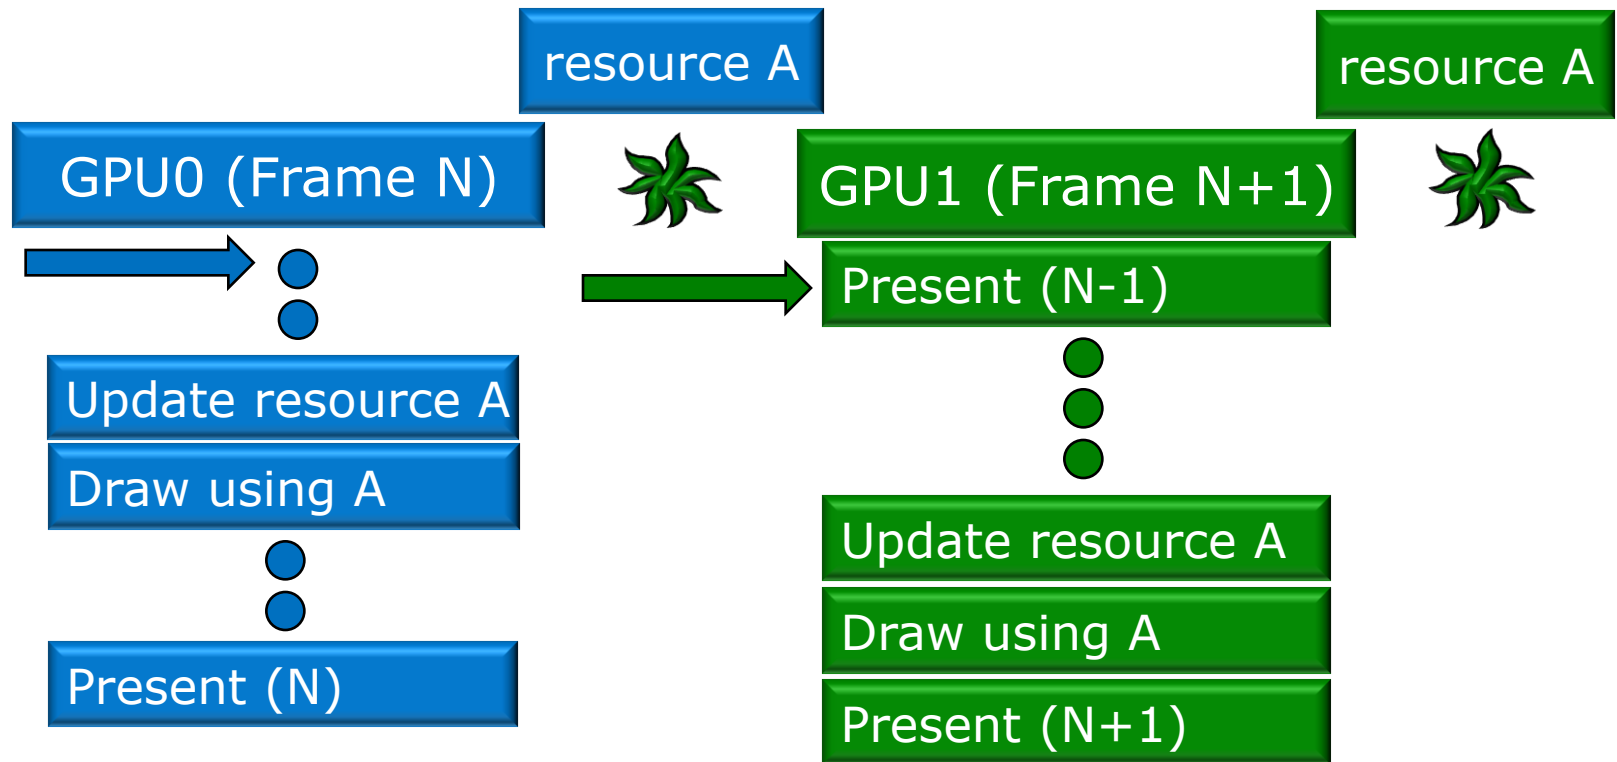 resource A
GPU0 (Frame N)
Update resource A
Draw using A
Present (N)
resource A
GPU1 (Frame N+1)
Present (N-1)
Update resource A
Draw using A
Present (N+1)